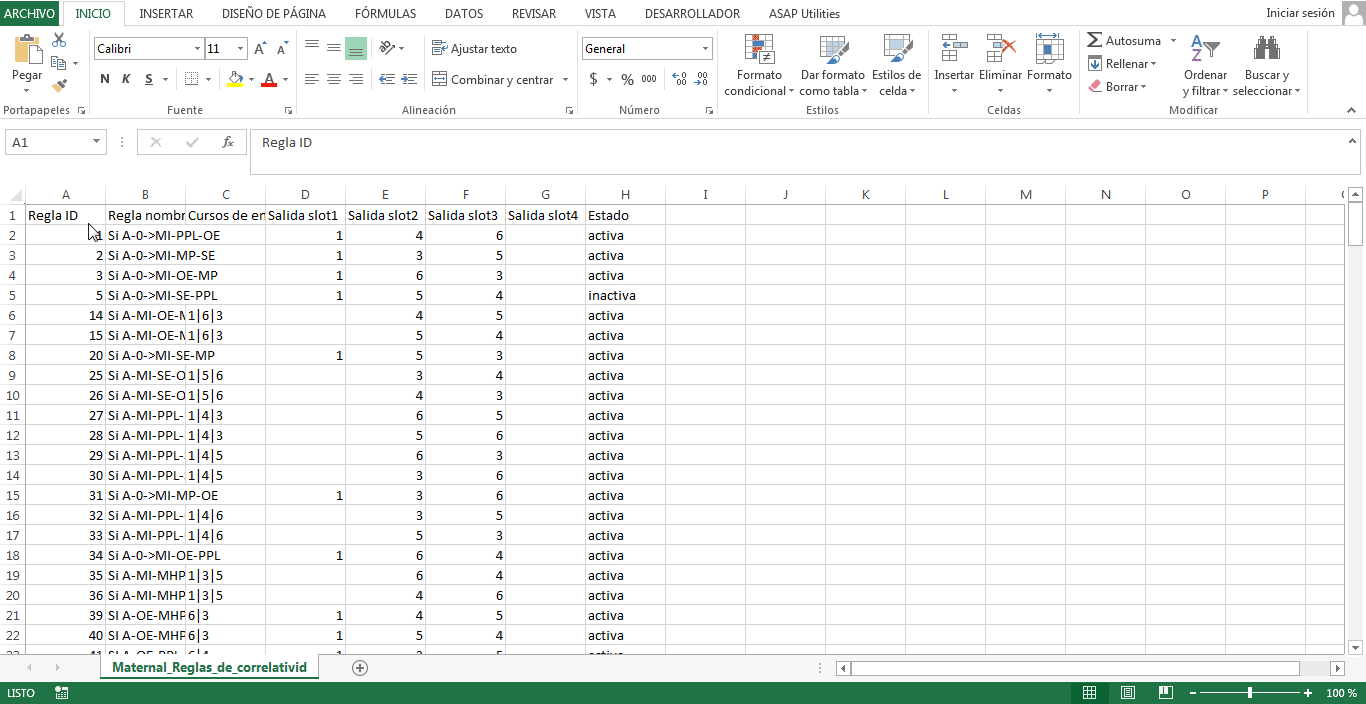 ARCHIVO INICIO INSERTAR DISEÑO DE PÁGINA FÓRMULAS DATOS REVISAR VISTA DESARROLLADOR ASAP Utilities Iniciar sesión
Pegar
Portapapeles
Calibri 11
N K S
A A
A
Fuente
Ajustar texto
Combinar y centrar
Alineación
General
$ % 000
Número
Formato
condicional
Dar formato
como tabla
Estilos de
celda
Estilos
Insertar Eliminar Formato
Celdas
Autosuma
Rellenar
Borrar
Ordenar
y filtrar
Buscar y
seleccionar
Modificar
A1 fx Regla ID
A B C D E F G H I J K L M N O P
1 Regla ID Regla nombr Cursos de en Salida slot1 Salida slot2 Salida slot3 Salida slot4 Estado
2 1 Si A-0->MI-PPL-OE 1 4 6 activa
3 2 Si A-0->MI-MP-SE 1 3 5 activa
4 3 Si A-0->MI-OE-MP 1 6 3 activa
5 5 Si A-0->MI-SE-PPL 1 5 4 inactiva
6 14 Si A-MI-OE-M 1|6|3 4 5 activa
7 15 Si A-MI-OE-M 1|6|3 5 4 activa
8 20 Si A-0->MI-SE-MP 1 5 3 activa
9 25 Si A-MI-SE-O 1|5|6 3 4 activa
10 26 Si A-MI-SE-O 1|5|6 4 3 activa
11 27 Si A-MI-PPL- 1|4|3 6 5 activa
12 28 Si A-MI-PPL- 1|4|3 5 6 activa
13 29 Si A-MI-PPL- 1|4|5 6 3 activa
14 30 Si A-MI-PPL- 1|4|5 3 6 activa
15 31 Si A-0->MI-MP-OE 1 3 6 activa
16 32 Si A-MI-PPL- 1|4|6 3 5 activa
17 33 Si A-MI-PPL- 1|4|6 5 3 activa
18 34 Si A-0->MI-OE-PPL 1 6 4 activa
19 35 Si A-MI-MHP 1|3|5 6 4 activa
20 36 Si A-MI-MHP 1|3|5 4 6 activa
21 39 SI A-OE-MHP 6|3 1 4 5 activa
22 40 SI A-OE-MHP 6|3 1 5 4 activa
Maternal_Reglas_de_correlativid
LISTO 100 %